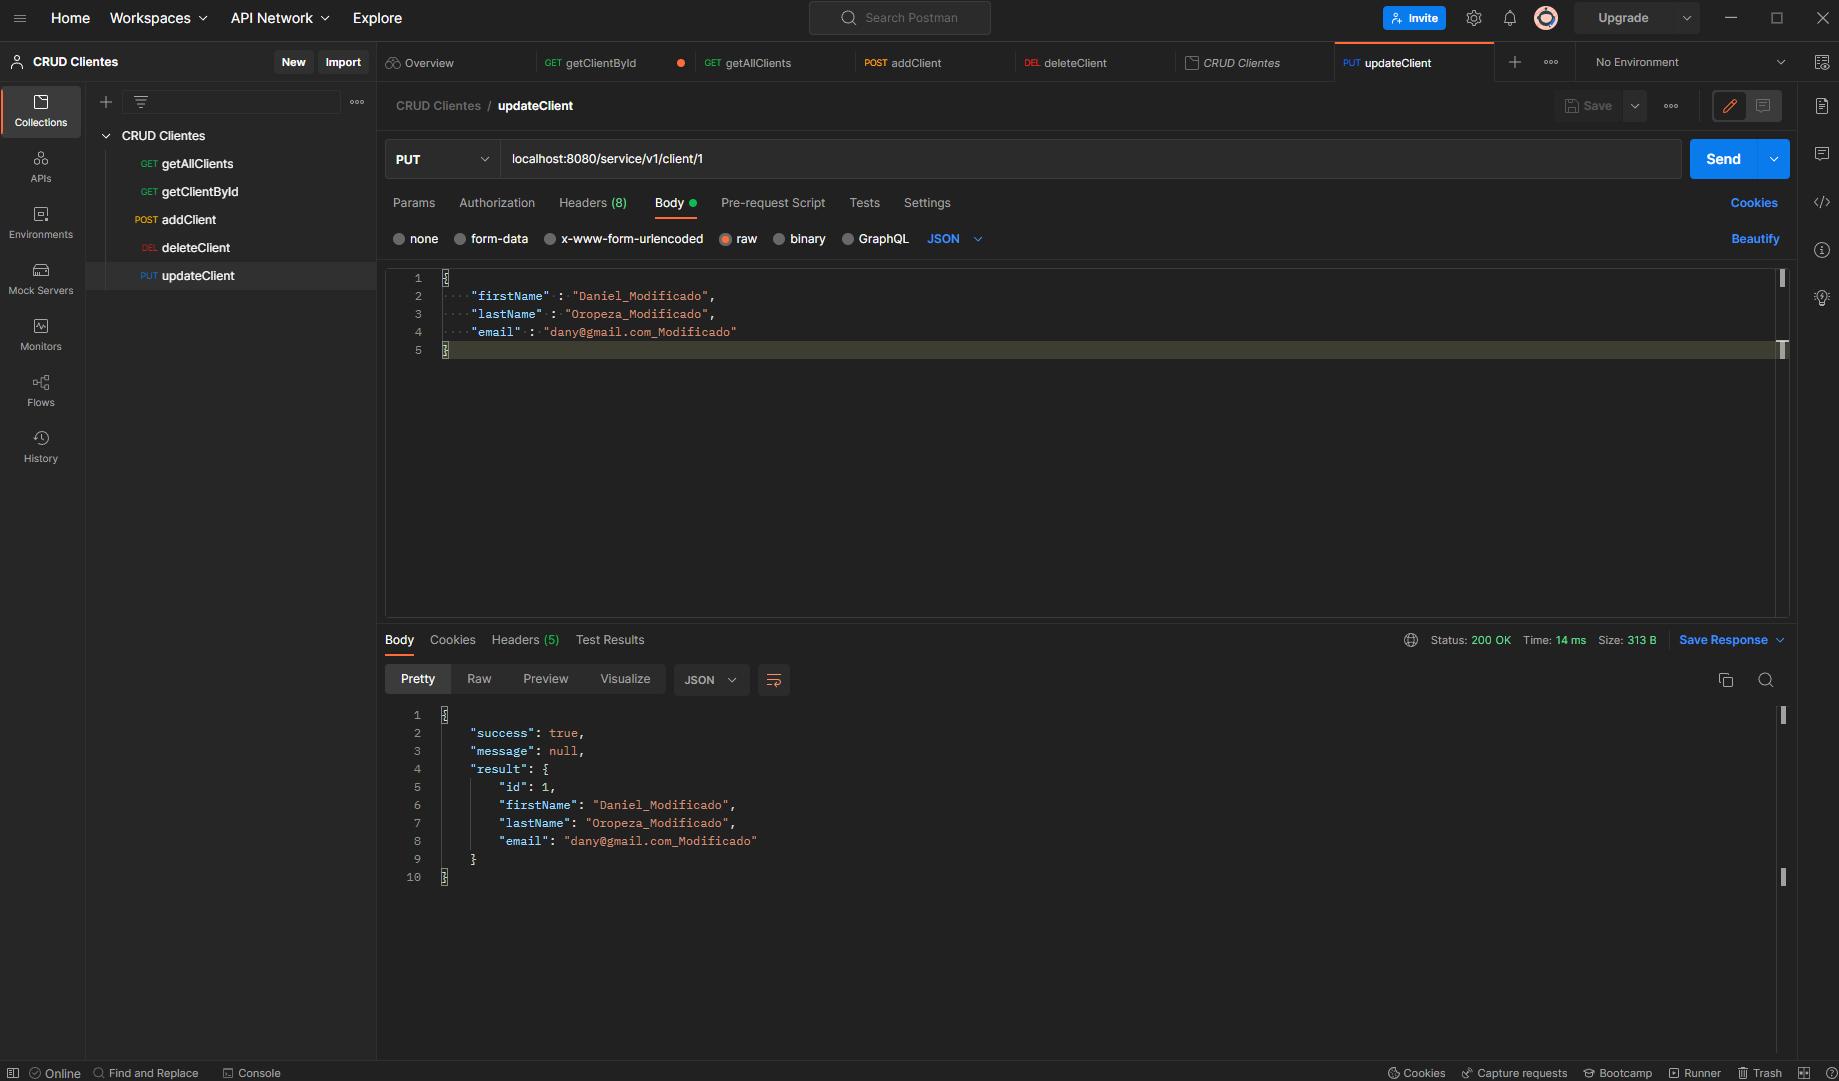 Home Workspaces API Network Explore Search Postman Invite Upgrade
CRUD Clientes New Import
Overview GET getClientById GET getAllClients POST addClient DEL deleteClient CRUD Clientes PUT updateClient No Environment
Collections
APIs
Environments
Mock Servers
Monitors
Flows
History
CRUD Clientes
GET getAllClients
GET getClientById
POST addClient
DEL deleteClient
PUT updateClient
CRUD Clientes / updateClient Save
PUT localhost:8080/service/v1/client/1 Send
Params Authorization Headers (8) Body Pre-request Script Tests Settings Cookies
none form-data x-www-form-urlencoded raw binary GraphQL JSON Beautify
1 {
2 "firstName" : "Daniel_Modificado",
3 "lastName" : "Oropeza_Modificado",
4 "email" : "dany@gmail.com_Modificado"
5 }
Body Cookies Headers (5) Test Results Status: 200 OK Time: 14 ms Size: 313 B Save Response
Pretty Raw Preview Visualize JSON
1 {
2 "success": true,
3 "message": null,
4 "result": {
5 "id": 1,
6 "firstName": "Daniel_Modificado",
7 "lastName": "Oropeza_Modificado",
8 "email": "dany@gmail.com_Modificado"
9 }
10 }
Online Find and Replace Console Cookies Capture requests Bootcamp Runner Trash